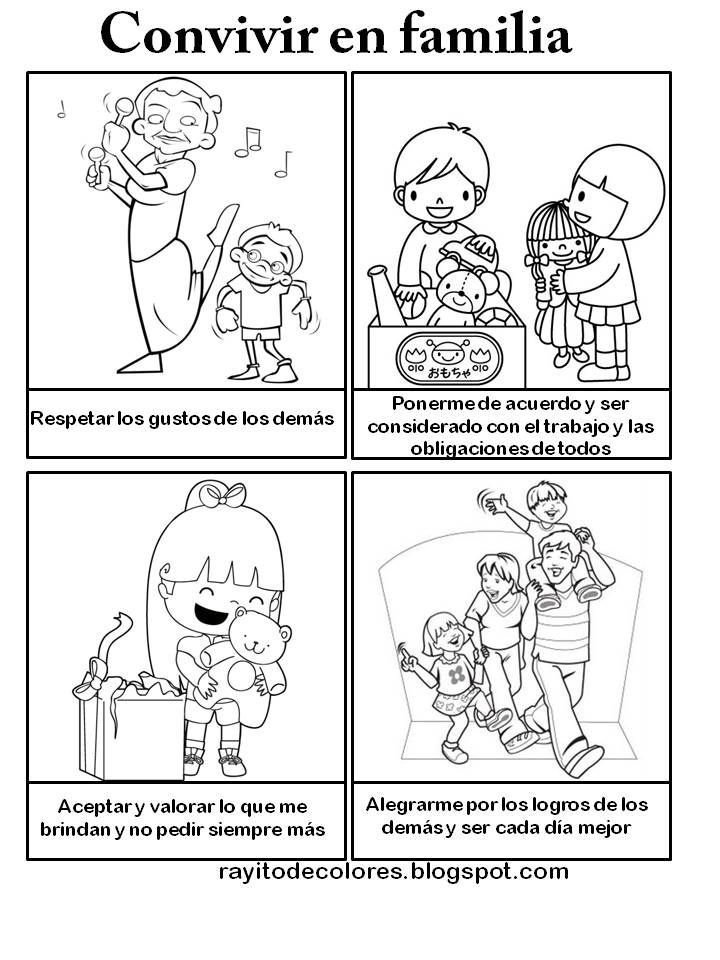 Convivir en familia
おもちゃ
Respetar los gustos de los demás
Ponerme de acuerdo y ser
considerado con el trabajo y las
obligaciones de todos
Aceptar y valorar lo que me
brindan y no pedir siempre más
Alegrarme por los logros de los
demás y ser cada día mejor
rayitodecolores.blogspot.com